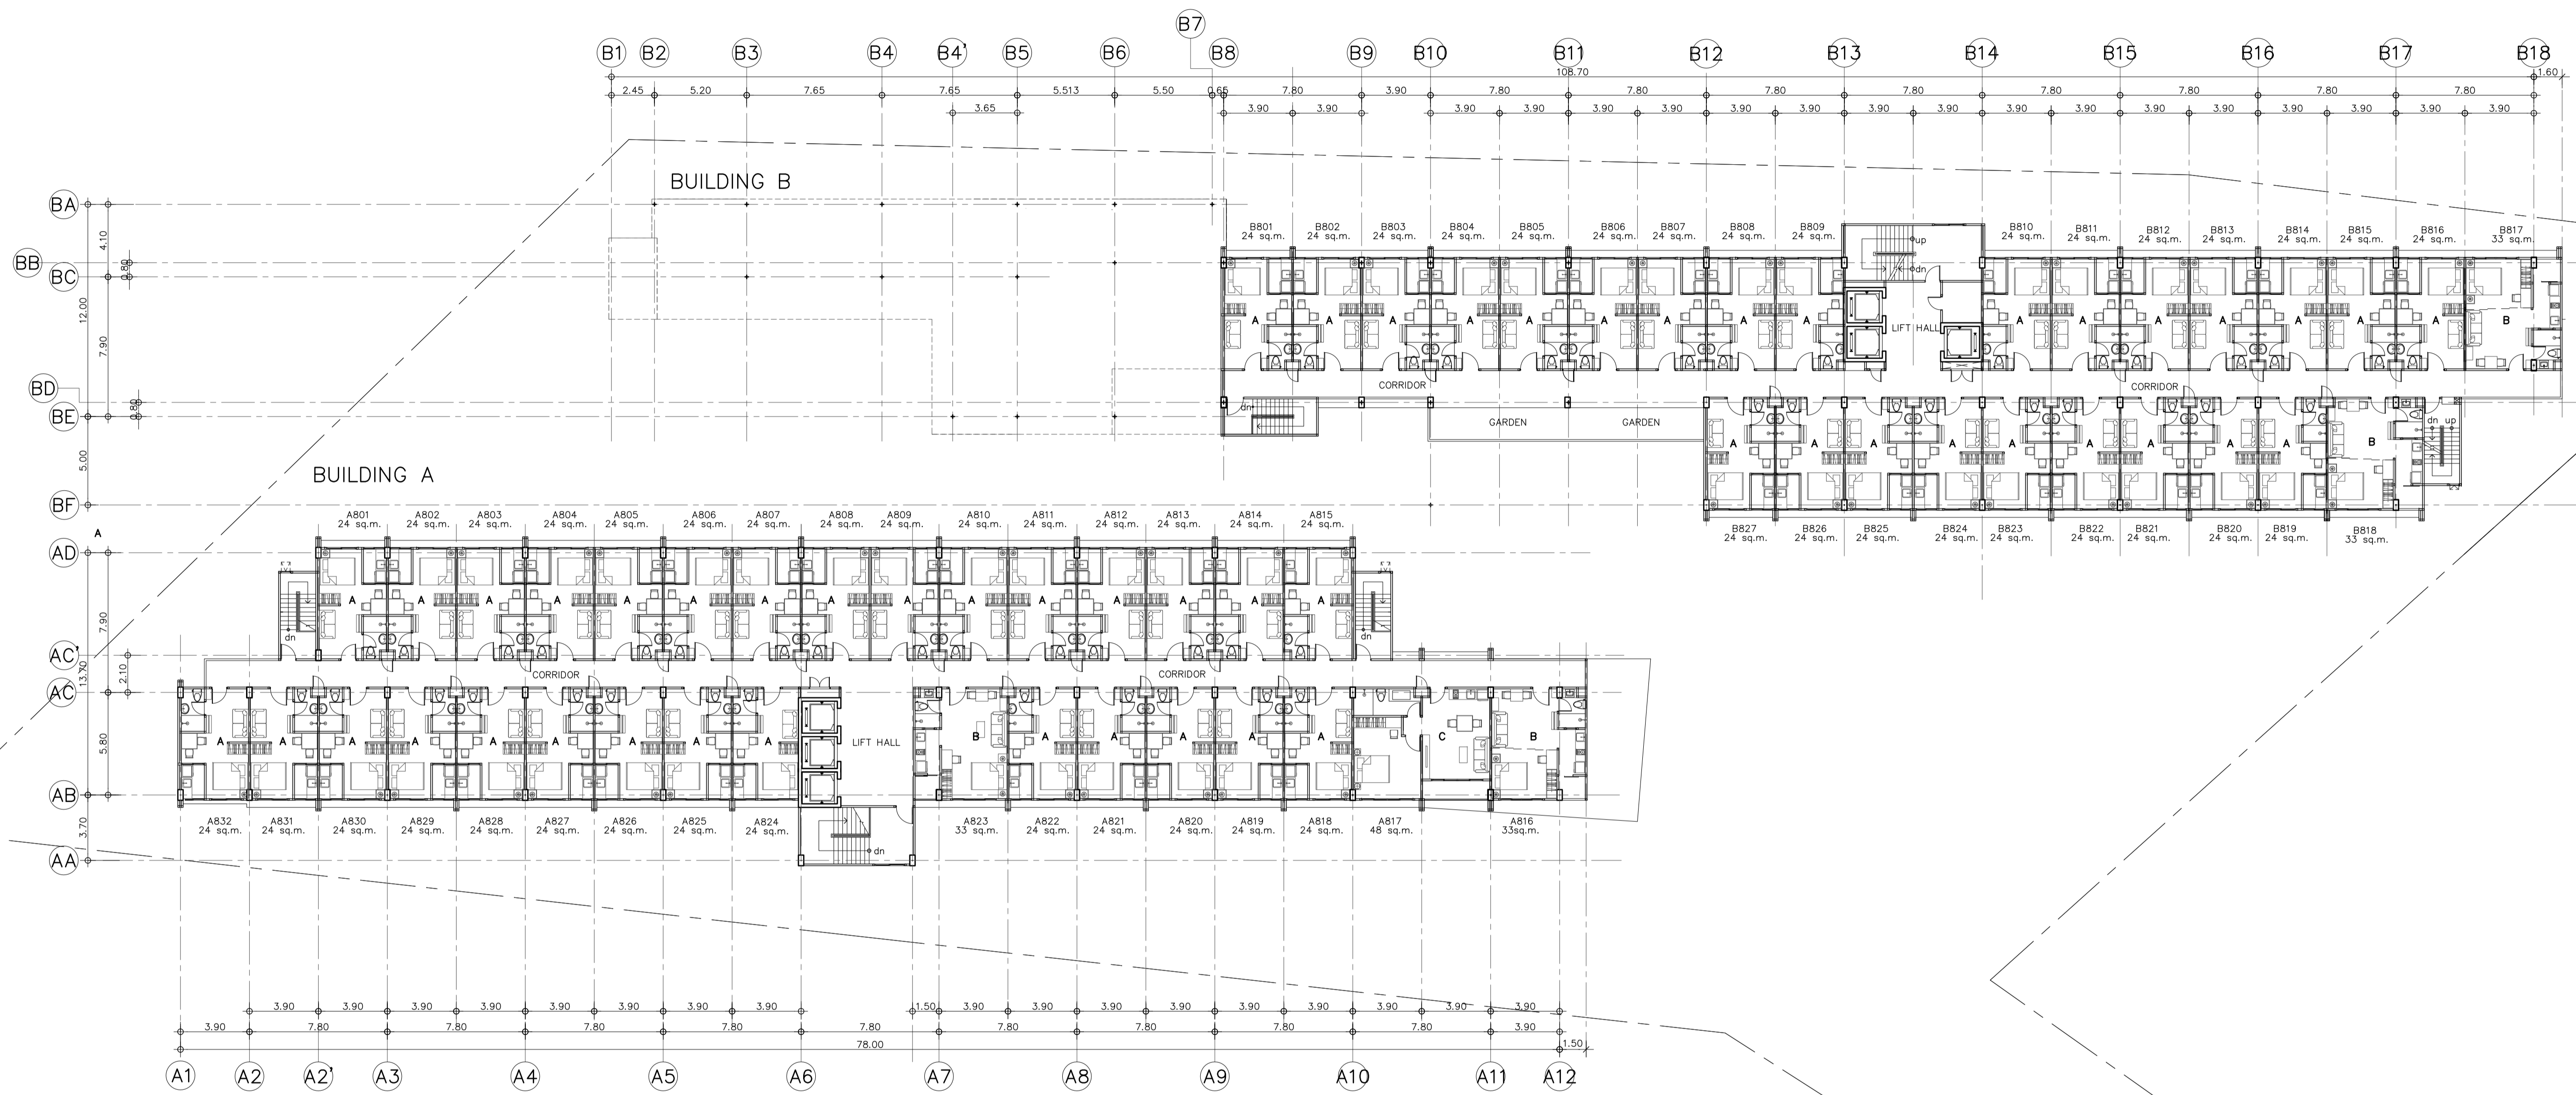 B7
B1 B2 B3 B4 B4' B5 B6 B8 B9 B10 B11 B12 B13 B14 B15 B16 B17 B18
108.70 1.60
2.45 5.20 7.65 7.65 5.513 5.50 0.65 7.80 3.90 7.80 7.80 7.80 7.80 7.80 7.80 7.80 7.80
3.65 3.90 3.90 3.90 3.90 3.90 3.90 3.90 3.90 3.90 3.90 3.90 3.90 3.90 3.90 3.90 3.90 3.90 3.90
BUILDING B
BA
4.10
BB
0.80
BC
12.00
7.90
BD
0.80
BE
5.00
BF
B801 B802 B803 B804 B805 B806 B807 B808 B809 B810 B811 B812 B813 B814 B815 B816 B817
24 sq.m. 24 sq.m. 24 sq.m. 24 sq.m. 24 sq.m. 24 sq.m. 24 sq.m. 24 sq.m. 24 sq.m. 24 sq.m. 24 sq.m. 24 sq.m. 24 sq.m. 24 sq.m. 24 sq.m. 24 sq.m. 33 sq.m.
up
dn
A A A A A A A A A LIFT HALL A A A A A A A B
CORRIDOR CORRIDOR
dn
GARDEN GARDEN
dn up
A A A A A A A A A B
B827 B826 B825 B824 B823 B822 B821 B820 B819 B818
24 sq.m. 24 sq.m. 24 sq.m. 24 sq.m. 24 sq.m. 24 sq.m. 24 sq.m. 24 sq.m. 24 sq.m. 33 sq.m.
BUILDING A
A
AD
7.90
AC'
13.70
2.10
AC
5.80
AB
3.70
AA
A801 A802 A803 A804 A805 A806 A807 A808 A809 A810 A811 A812 A813 A814 A815
24 sq.m. 24 sq.m. 24 sq.m. 24 sq.m. 24 sq.m. 24 sq.m. 24 sq.m. 24 sq.m. 24 sq.m. 24 sq.m. 24 sq.m. 24 sq.m. 24 sq.m. 24 sq.m. 24 sq.m.
A A A A A A A A A A A A A A A
dn dn
CORRIDOR CORRIDOR
A A A A A A A A A LIFT HALL B A A A A A C B
dn
A832 A831 A830 A829 A828 A827 A826 A825 A824 A823 A822 A821 A820 A819 A818 A817 A816
24 sq.m. 24 sq.m. 24 sq.m. 24 sq.m. 24 sq.m. 24 sq.m. 24 sq.m. 24 sq.m. 24 sq.m. 33 sq.m. 24 sq.m. 24 sq.m. 24 sq.m. 24 sq.m. 24 sq.m. 48 sq.m. 33sq.m.
3.90 3.90 3.90 3.90 3.90 3.90 3.90 3.90 1.50 3.90 3.90 3.90 3.90 3.90 3.90 3.90 3.90 3.90
3.90 7.80 7.80 7.80 7.80 7.80 7.80 7.80 7.80 7.80 3.90
78.00 1.50
A1 A2 A2' A3 A4 A5 A6 A7 A8 A9 A10 A11 A12